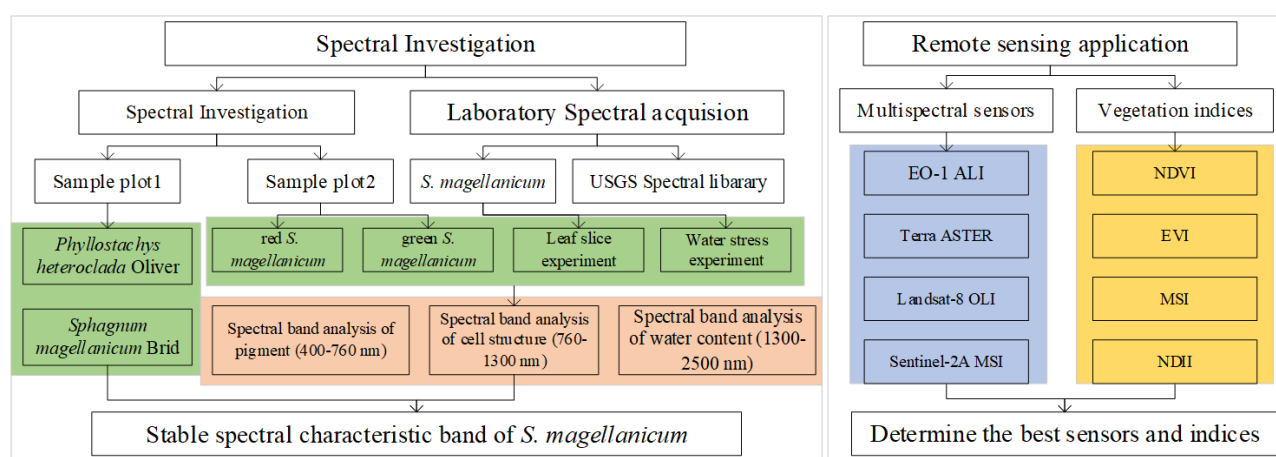 Spectral Investigation
Spectral Investigation
Laboratory Spectral acquision
Sample plot1
Sample plot2
S. magellanicum
USGS Spectral libarary
Phyllostachys
heteroclada Oliver
red S.
magellanicum
green S.
magellanicum
Leaf slice
experiment
Water stress
experiment
Sphagnum
magellanicum Brid
Spectral band analysis of
pigment (400-760 nm)
Spectral band analysis
of cell structure (760-
1300 nm)
Spectral band analysis
of water content (1300-
2500 nm)
Stable spectral characteristic band of S. magellanicum
Remote sensing application
Multispectral sensors
Vegetation indices
EO-1 ALI
Terra ASTER
Landsat-8 OLI
Sentinel-2A MSI
NDVI
EVI
MSI
NDII
Determine the best sensors and indices